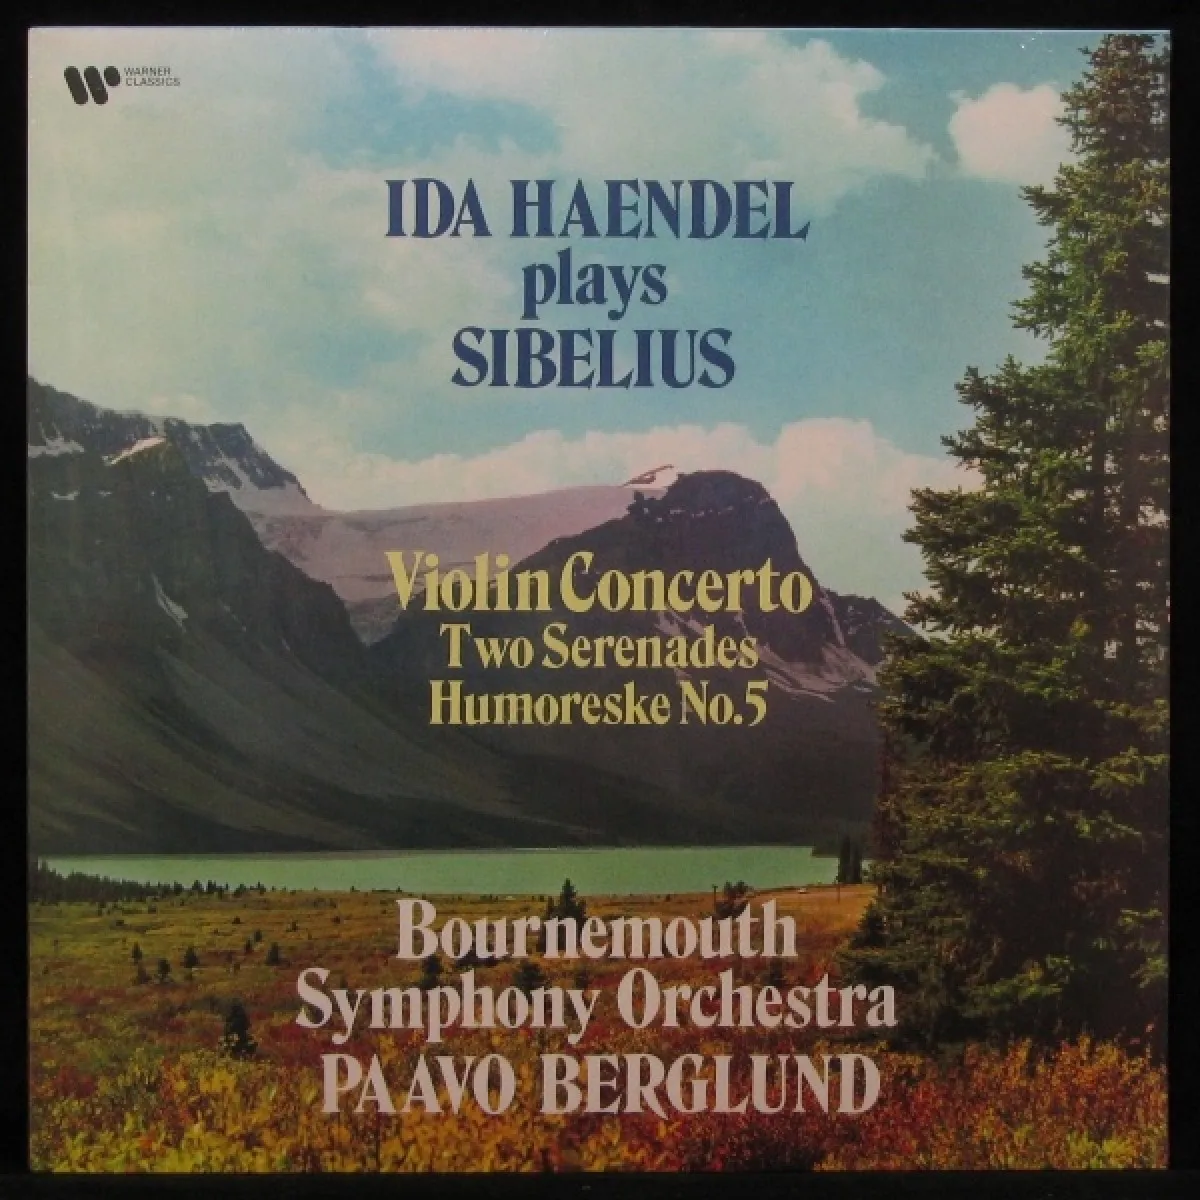 WARNER
CLASSICS
IDA HAENDEL
plays
SIBELIUS
Violin Concerto
Two Serenades
Humoreske No.5
Bournemouth
Symphony Orchestra
PAAVO BERGLUND